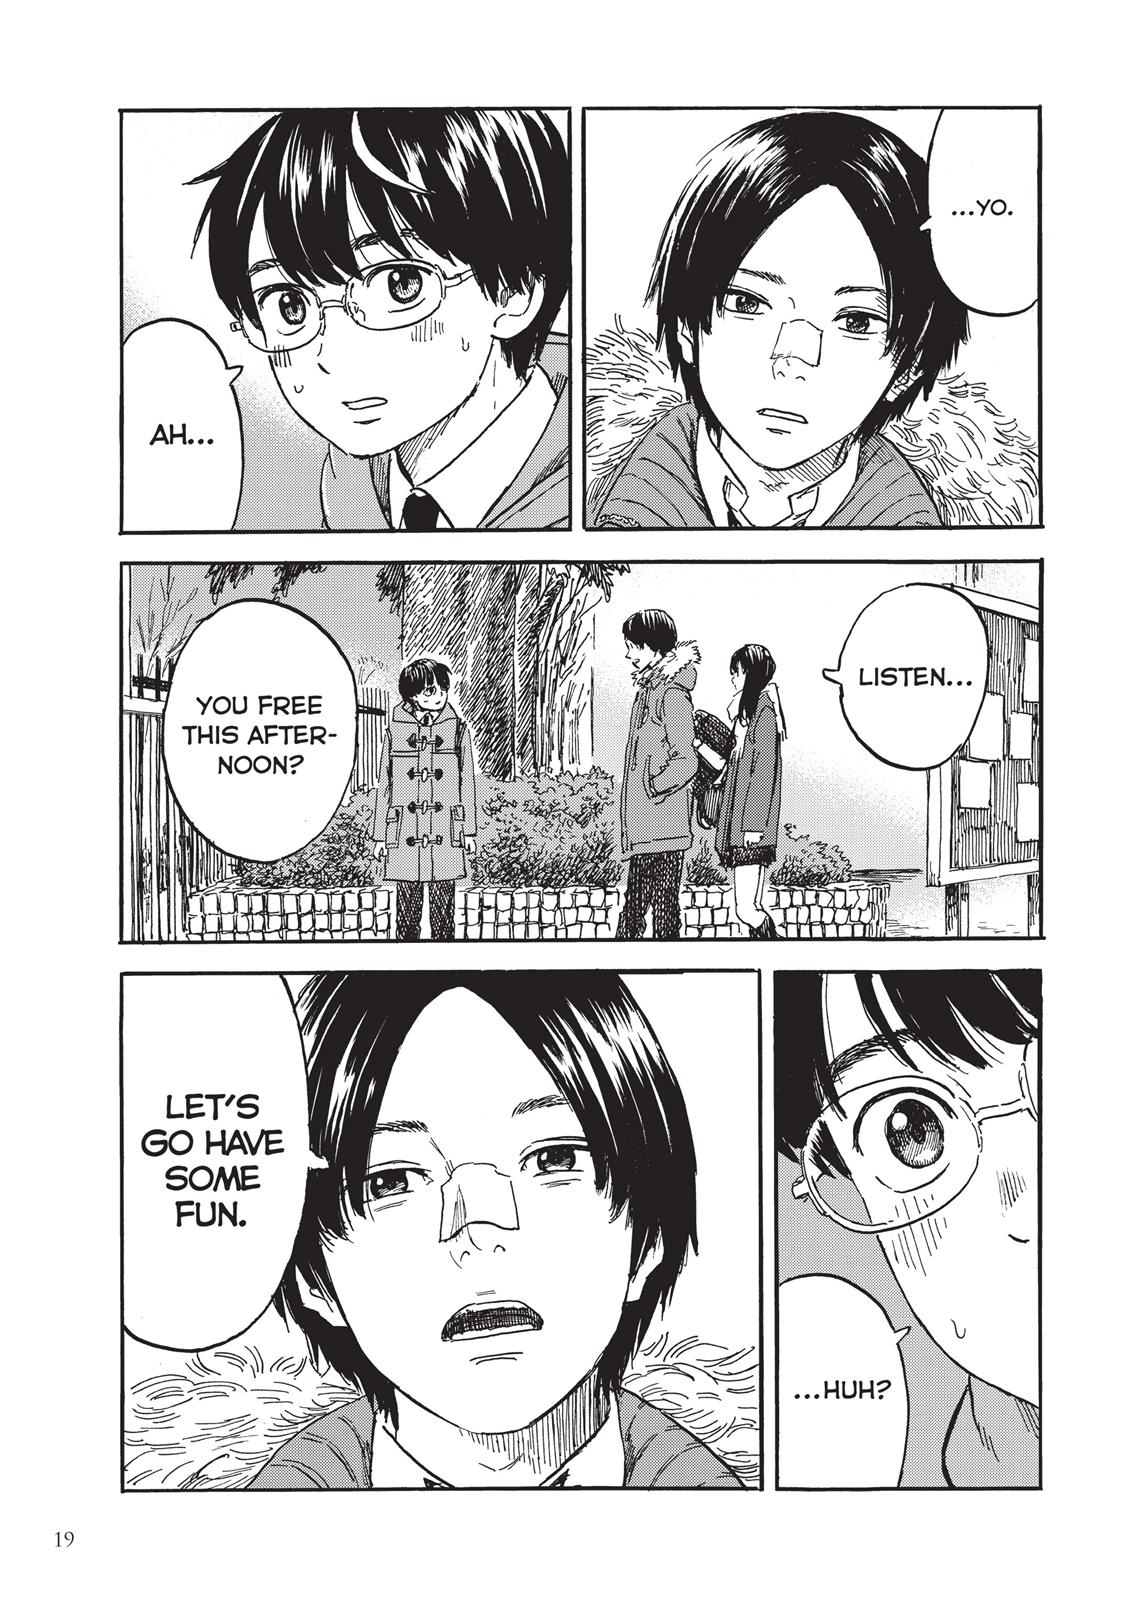 ...YO.
AH...
LISTEN...
YOU FREE
THIS AFTER-
NOON?
...HUH?
LET'S
GO HAVE
SOME
FUN.
19